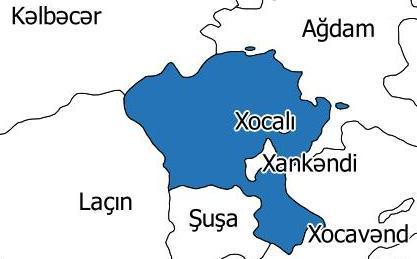 Kəlbəcər
Ağdam
Xocalı
Xankəndi
Laçın
Şuşa
Xocavənd